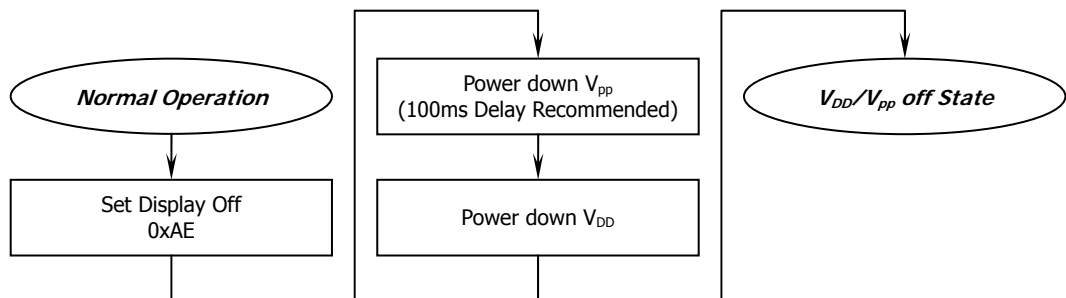 Normal Operation
Set Display Off
0xAE
Power down Vpp
(100ms Delay Recommended)
Power down VDD
VDD/Vpp off State